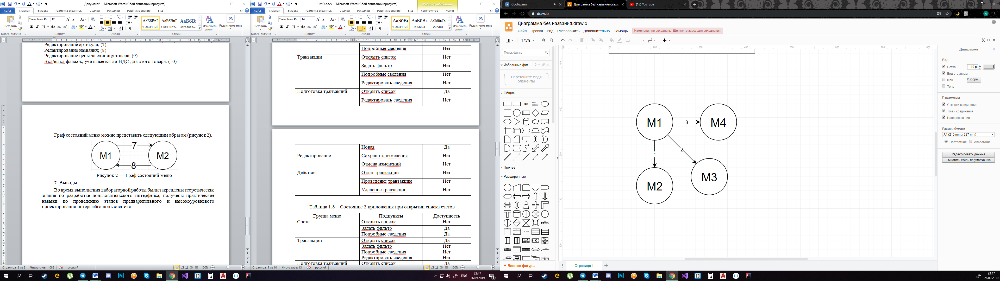 Документ2 - Microsoft Word (Сбой активации продукта)
Файл Главная Вставка Разметка страницы Ссылки Рассылки Рецензирование Вид
Вставить
Times New Rc 12
АаБбВвГ АаБбВвГ АаБбВ
¶ Обычный ¶ Без инте... Заголово...
Изменить стили
Редактирование
Буфер обмена Шрифт Абзац Стили
Редактирование артикула; (7)
Редактирование названия; (8)
Редактирование цены за единицу товара; (9)
Вкл/выкл флажок, учитывается ли НДС для этого товара. (10)
Граф состояний меню можно представить следующим образом (рисунок 2).
M1 7 M2
8
Рисунок 2 — Граф состояний меню
7. Выводы
Во время выполнения лабораторной работы были закреплены теоретические
знания по разработке пользовательского интерфейса; получены практические
навыки по проведению этапов предварительного и высокоуровневого
проектирования интерфейса пользователя.
Страница: 8 из 8 Число слов: 1 085 русский 100%
ЧМО.docx - Microsoft Word (Сбой активации продукта)
Работа с таблицами
Файл Главная Вставка Разметка страницы Ссылки Рассылки Рецензирование Вид Конструктор Макет
Вставить
Times New Rc 14
АаБбВв АаБбВв АаБбВвГг,
¶ Обычный Таблица Фигуры
Изменить стили
Редактирование
Буфер обмена Шрифт Абзац Стили
Подробные сведения Нет
Транзакции Открыть список Нет
Задать фильтр Нет
Подробные сведения Нет
Редактировать сведения Нет
Подготовка транзакций Открыть список Да
Редактировать сведения Нет
Новая Да
Редактирование Сохранить изменения Нет
Отмена изменений Нет
Действия Откат транзакции Нет
Проведение транзакции Нет
Удаление транзакции Нет
Таблица 1.8 – Состояние 2 приложения при открытии списка счетов
Группа меню Подпункты Доступность
Счета Открыть список Нет
Задать фильтр Да
Подробные сведения Да
Транзакции Открыть список Да
Задать фильтр Нет
Подробные сведения Нет
Редактировать сведения Нет
Подготовка транзакций Открыть список Да
Страница: 5 из 10 Число слов: 13 русский 100%
ENG 23:47
26.09.2019
Сообщения Диаграмма без названия.drawio (18) YouTube
draw.io
Диаграмма без названия.drawio
Файл Правка Вид Расположить Дополнительно Помощь Изменения не сохранены. Щелкните здесь для сохранения.
175%
Поиск фигур
Избранные фиг...
Перетащите сюда
элементы
Общие
Text
Прочее
Расширенные
List Item
Больше фигур...
M1 3 M4
2
1
M3
M2
Страница 1
Диаграмма
Вид
Сетка 10 pt
Вид страницы
Фон Изобра...
Тень
Параметры
Стрелки соединения
Точки соединения
Направляющие
Размер бумаги
A4 (210 mm x 297 mm)
Портретная Альбомная
Редактировать данные
Очистить стиль по умолчанию
23:47
26.09.2019